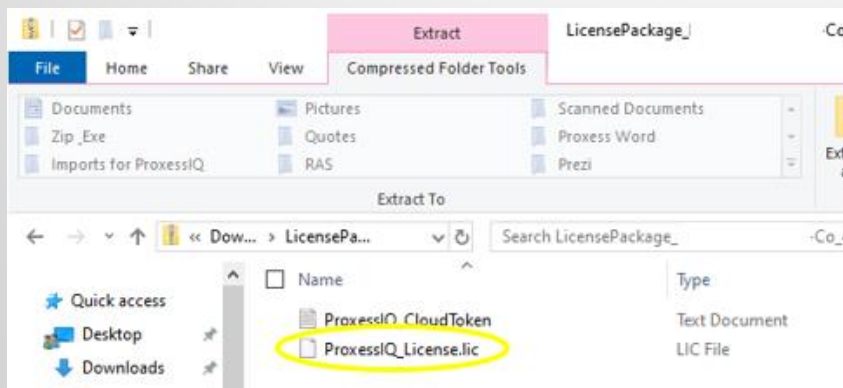 Extract LicensePackage_ -Co
File Home Share View Compressed Folder Tools
Documents Pictures Scanned Documents
Zip_Exe Quotes Proxess Word
Imports for ProxessIQ RAS Prezi
Extract To
« Dow... > LicensePa... Search LicensePackage_ -Co_
Name Type
Quick access
ProxessIQ_CloudToken Text Document
Desktop
ProxessIQ_License.lic LIC File
Downloads